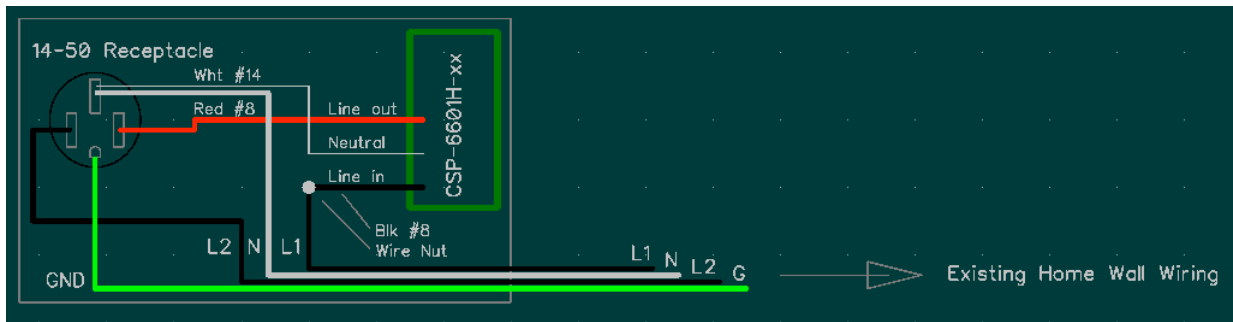 14-50 Receptacle
Wht #14
Red #8
Line out
Neutral
Line in
CSP-6601H-xx
Blk #8
Wire Nut
L2 N L1
L1 N L2 G
GND
Existing Home Wall Wiring